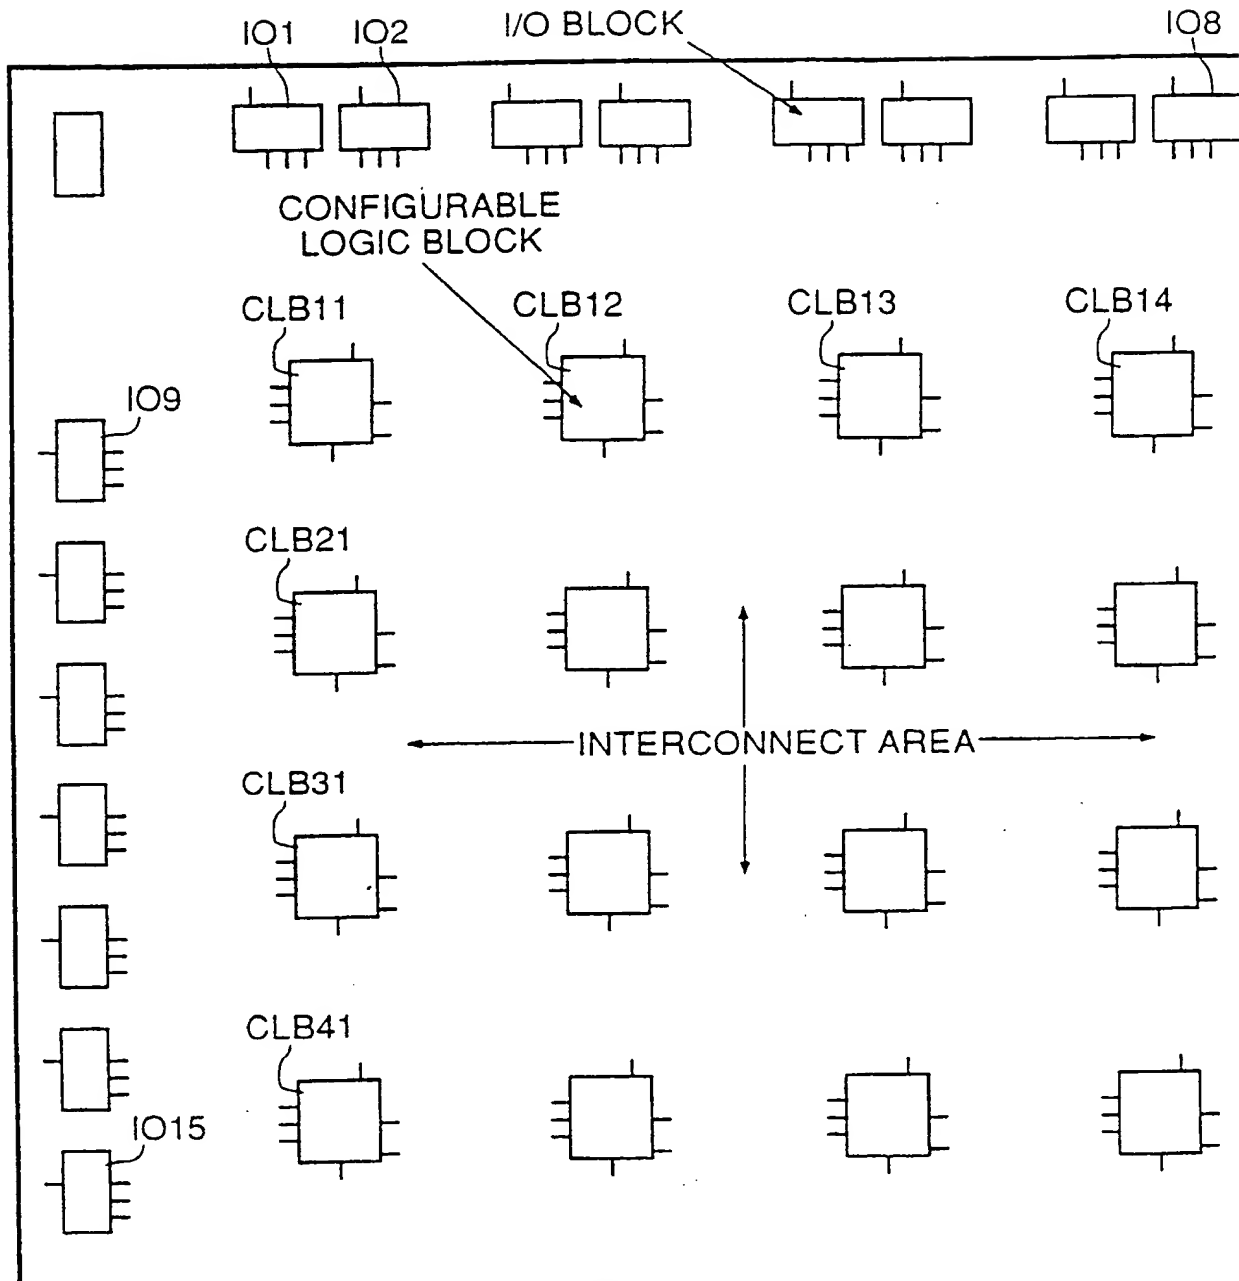 IO1
IO2
I/O BLOCK
IO8
CONFIGURABLE
LOGIC BLOCK
CLB11
CLB12
CLB13
CLB14
IO9
CLB21
INTERCONNECT AREA
CLB31
CLB41
IO15